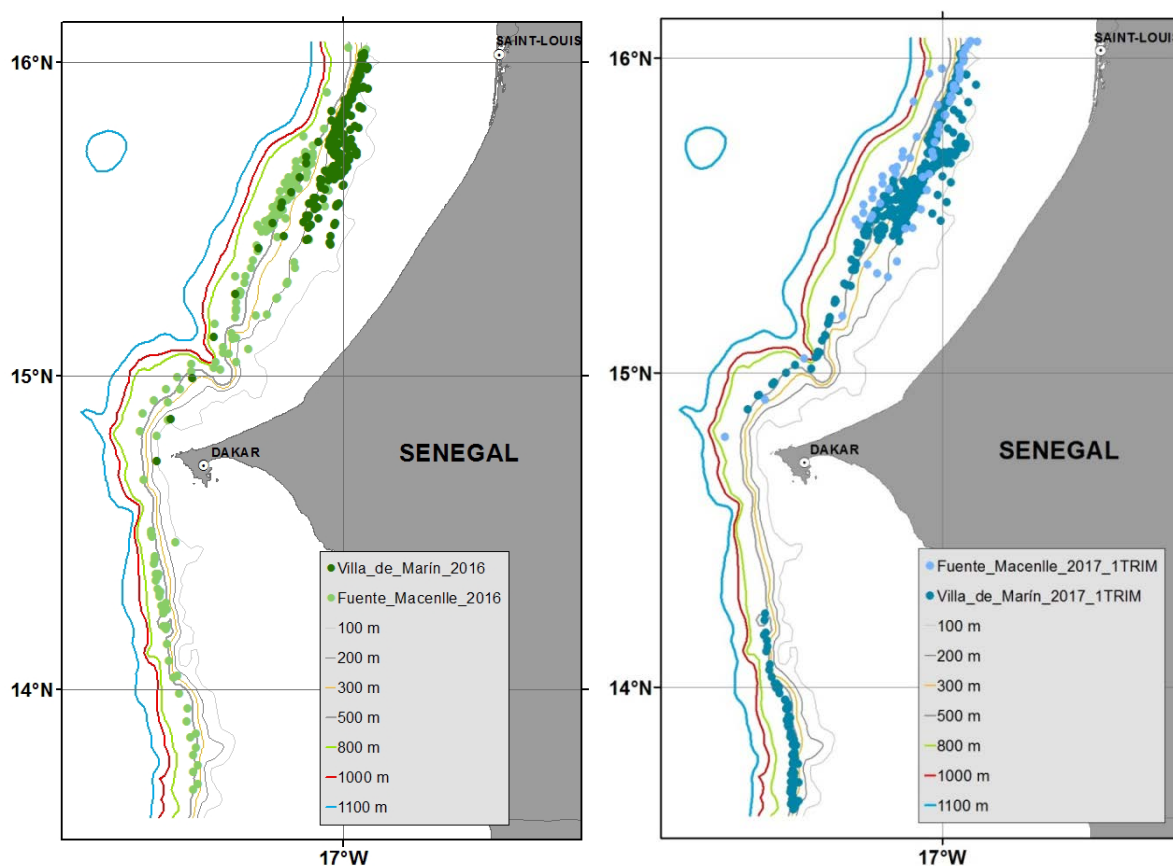 SAINT-LOUIS
16°N
15°N
DAKAR
SENEGAL
Villa_de_Marín_2016
Fuente_Macenlle_2016
100 m
200 m
300 m
500 m
800 m
1000 m
1100 m
14°N
17°W
SAINT-LOUIS
16°N
15°N
DAKAR
SENEGAL
Fuente_Macenlle_2017_1TRIM
Villa_de_Marín_2017_1TRIM
100 m
200 m
300 m
500 m
800 m
1000 m
1100 m
14°N
17°W